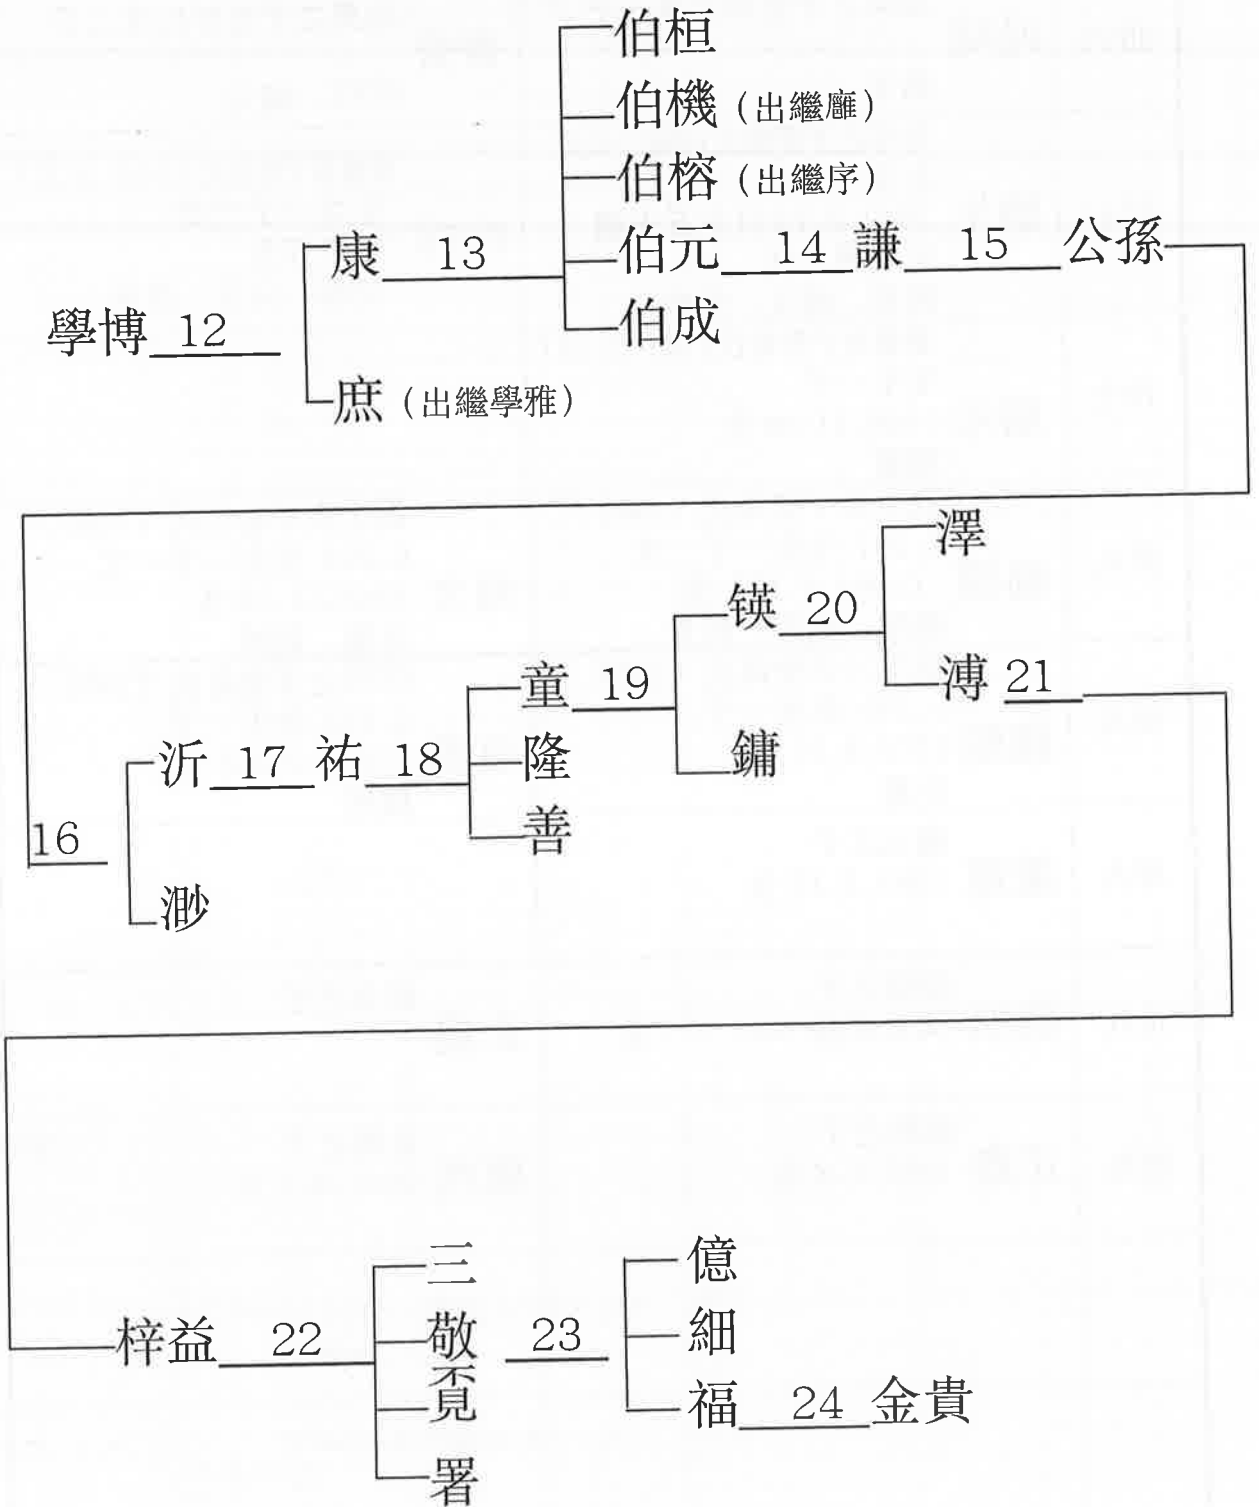 伯桓
伯機（出繼廱）
伯榕（出繼序）
康 13 伯元 14 謙 15 公孫
伯成
學博 12
庶（出繼學雅）
澤
锳 20
溥 21
童 19
鏞
沂 17 祐 18 隆
善
16
渺
三
億
梓益 22 敬 23 細
覔
福 24 金貴
署